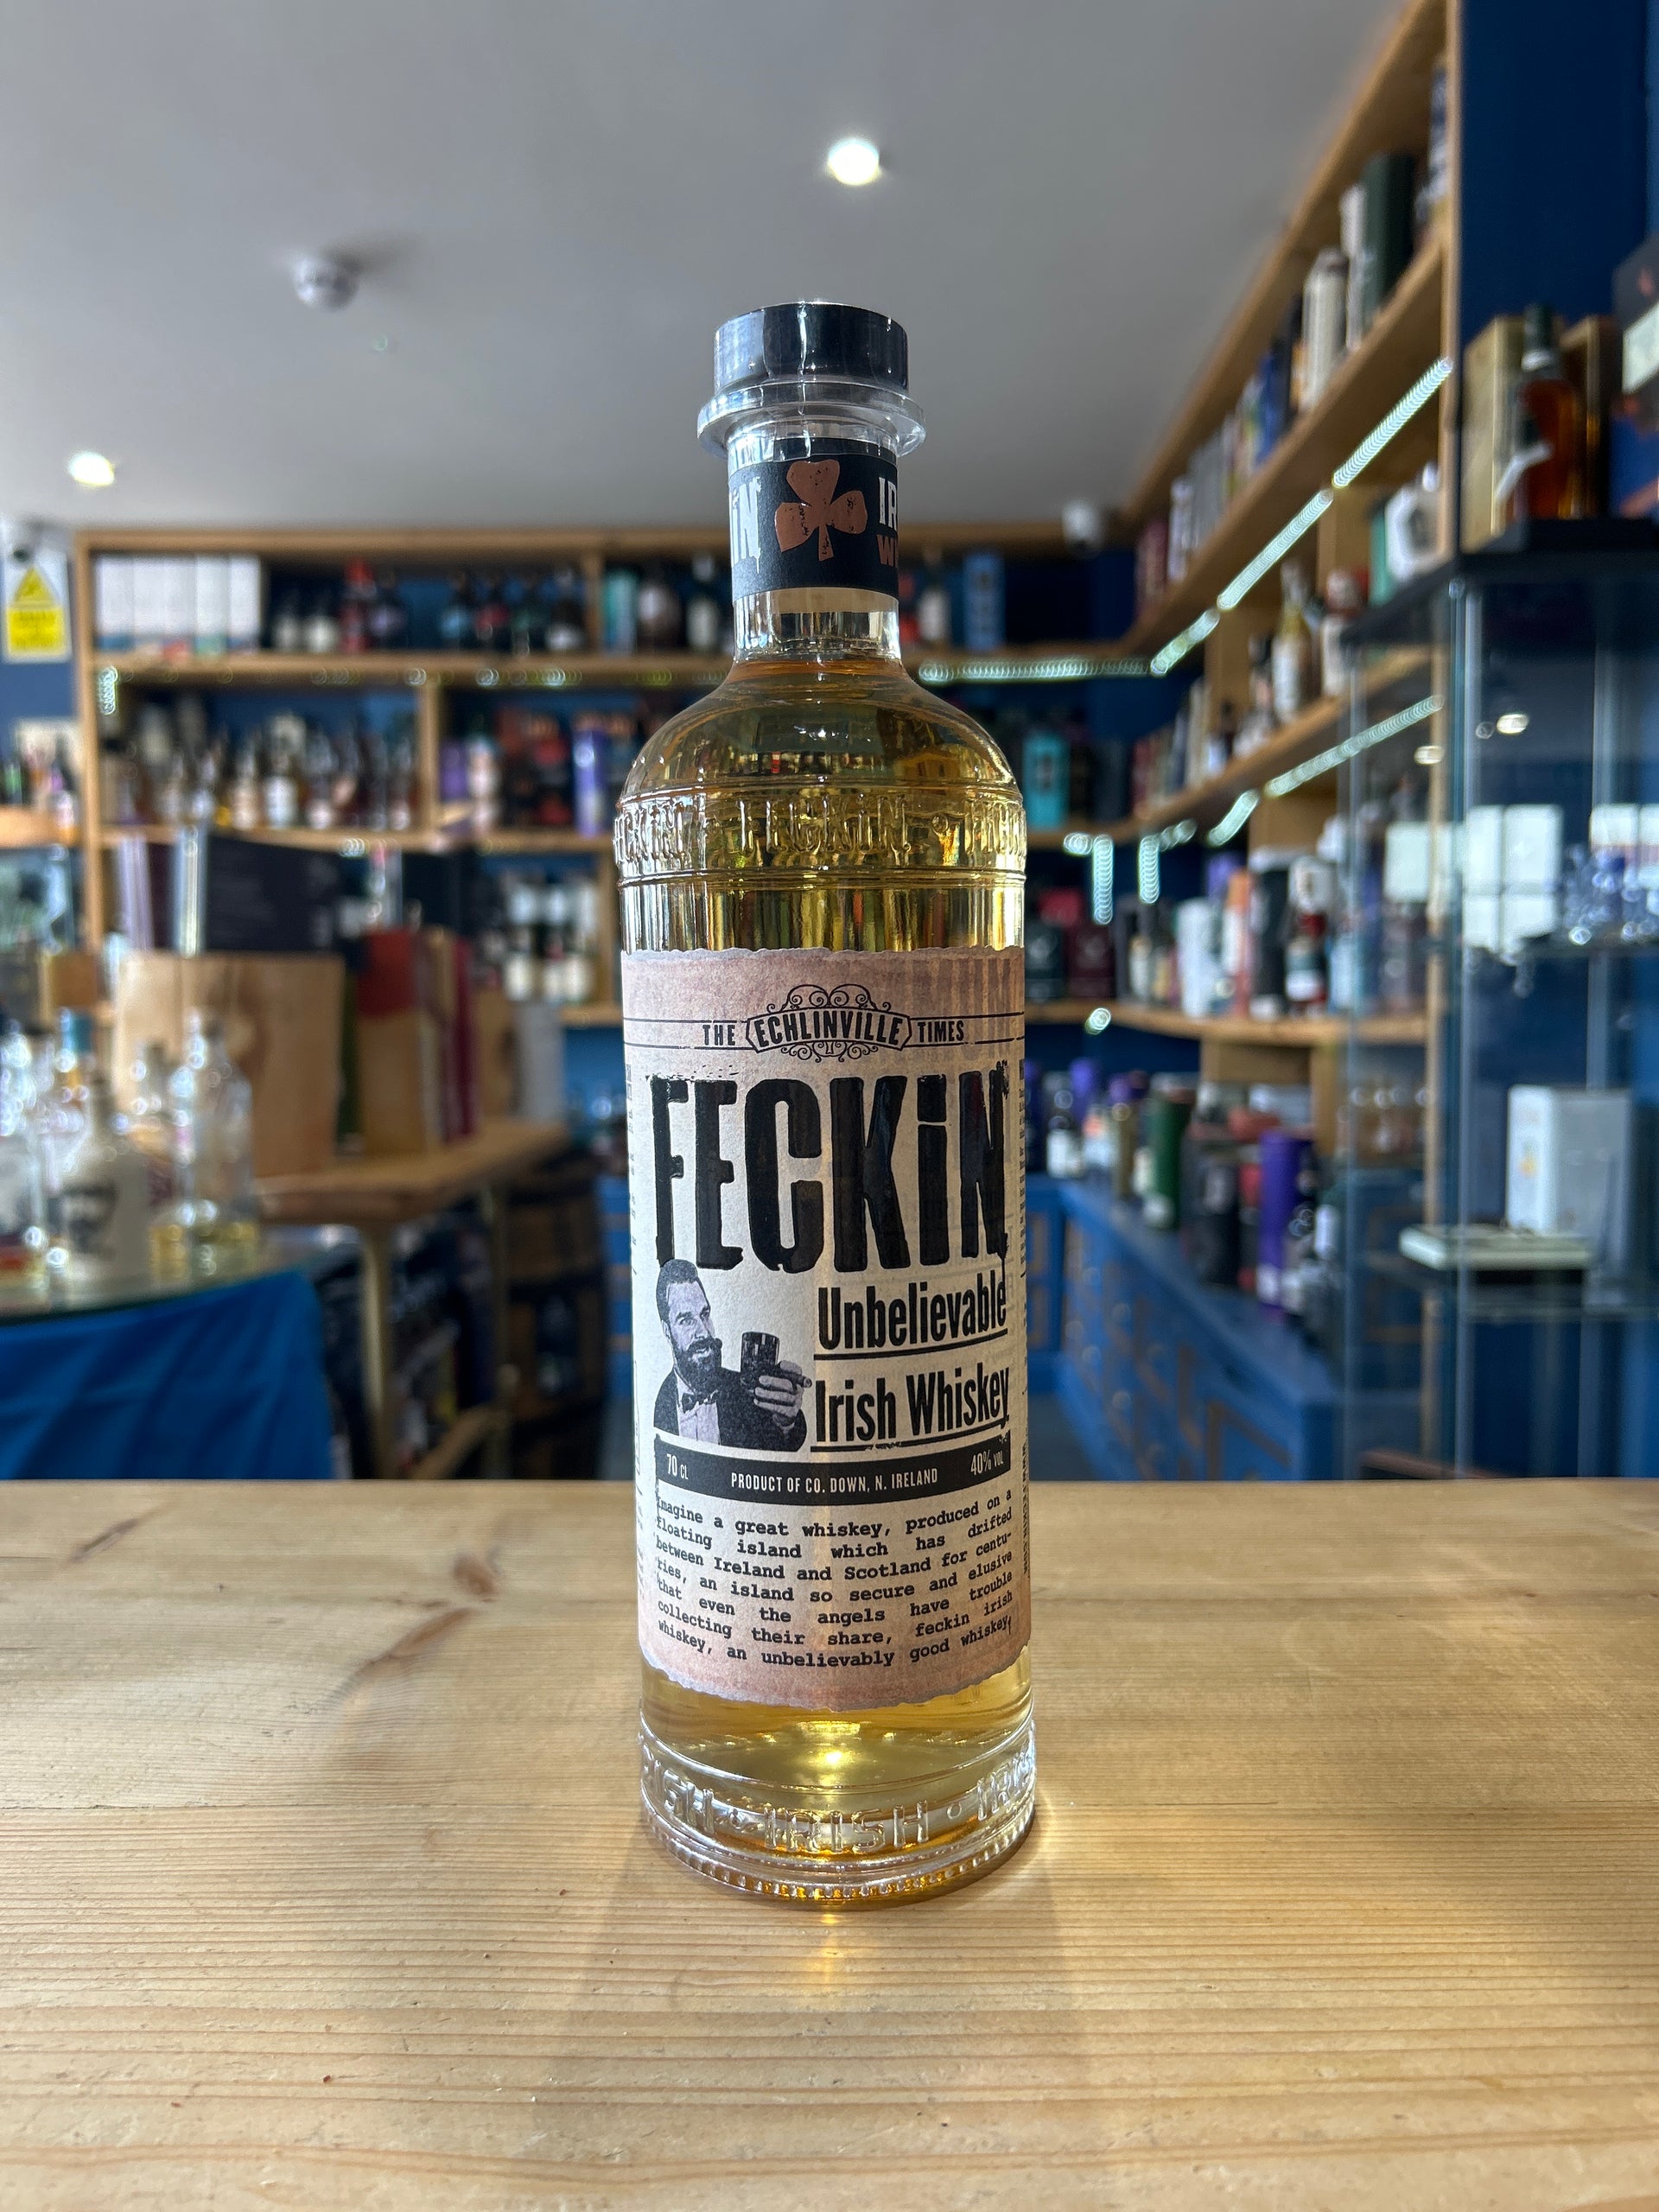 THE ECHLINVILLE TIMES
FECKiN
Unbelievable
Irish Whiskey
70 CL PRODUCT OF CO. DOWN, N. IRELAND 40% VOL
Imagine a great whiskey, produced on a
floating island which has drifted
between Ireland and Scotland for centu-
ries, an island so secure and elusive
that even the angels have trouble
collecting their share, feckin irish
whiskey, an unbelievably good whiskey!
IRISH